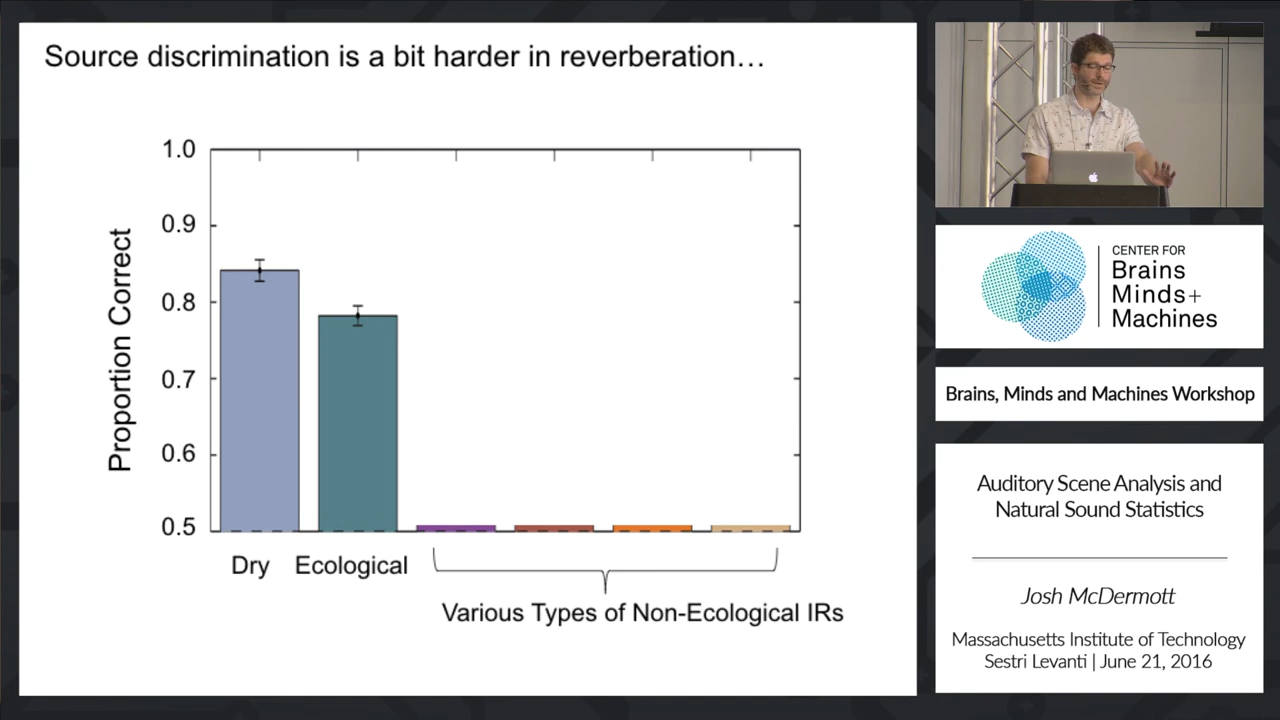 Source discrimination is a bit harder in reverberation…
1.0
0.9
0.8
0.7
0.6
0.5
Proportion Correct
Dry
Ecological
Various Types of Non-Ecological IRs
CENTER FOR
Brains
Minds+
Machines
Brains, Minds and Machines Workshop
Auditory Scene Analysis and
Natural Sound Statistics
Josh McDermott
Massachusetts Institute of Technology
Sestri Levanti | June 21, 2016